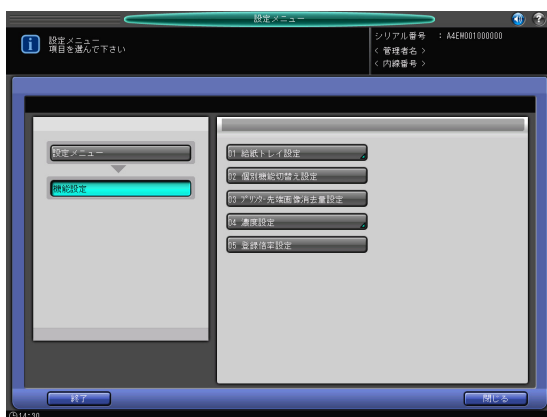 設定メニュー
設定メニュー
項目を選んで下さい
シリアル番号 : A4EW001000000
< 管理者名 >
< 内線番号 >
設定メニュー
機能設定
01 給紙トレイ設定
02 個別機能切替え設定
03 プリンター先端画像消去量設定
04 濃度設定
05 登録倍率設定
終了
閉じる
14:30